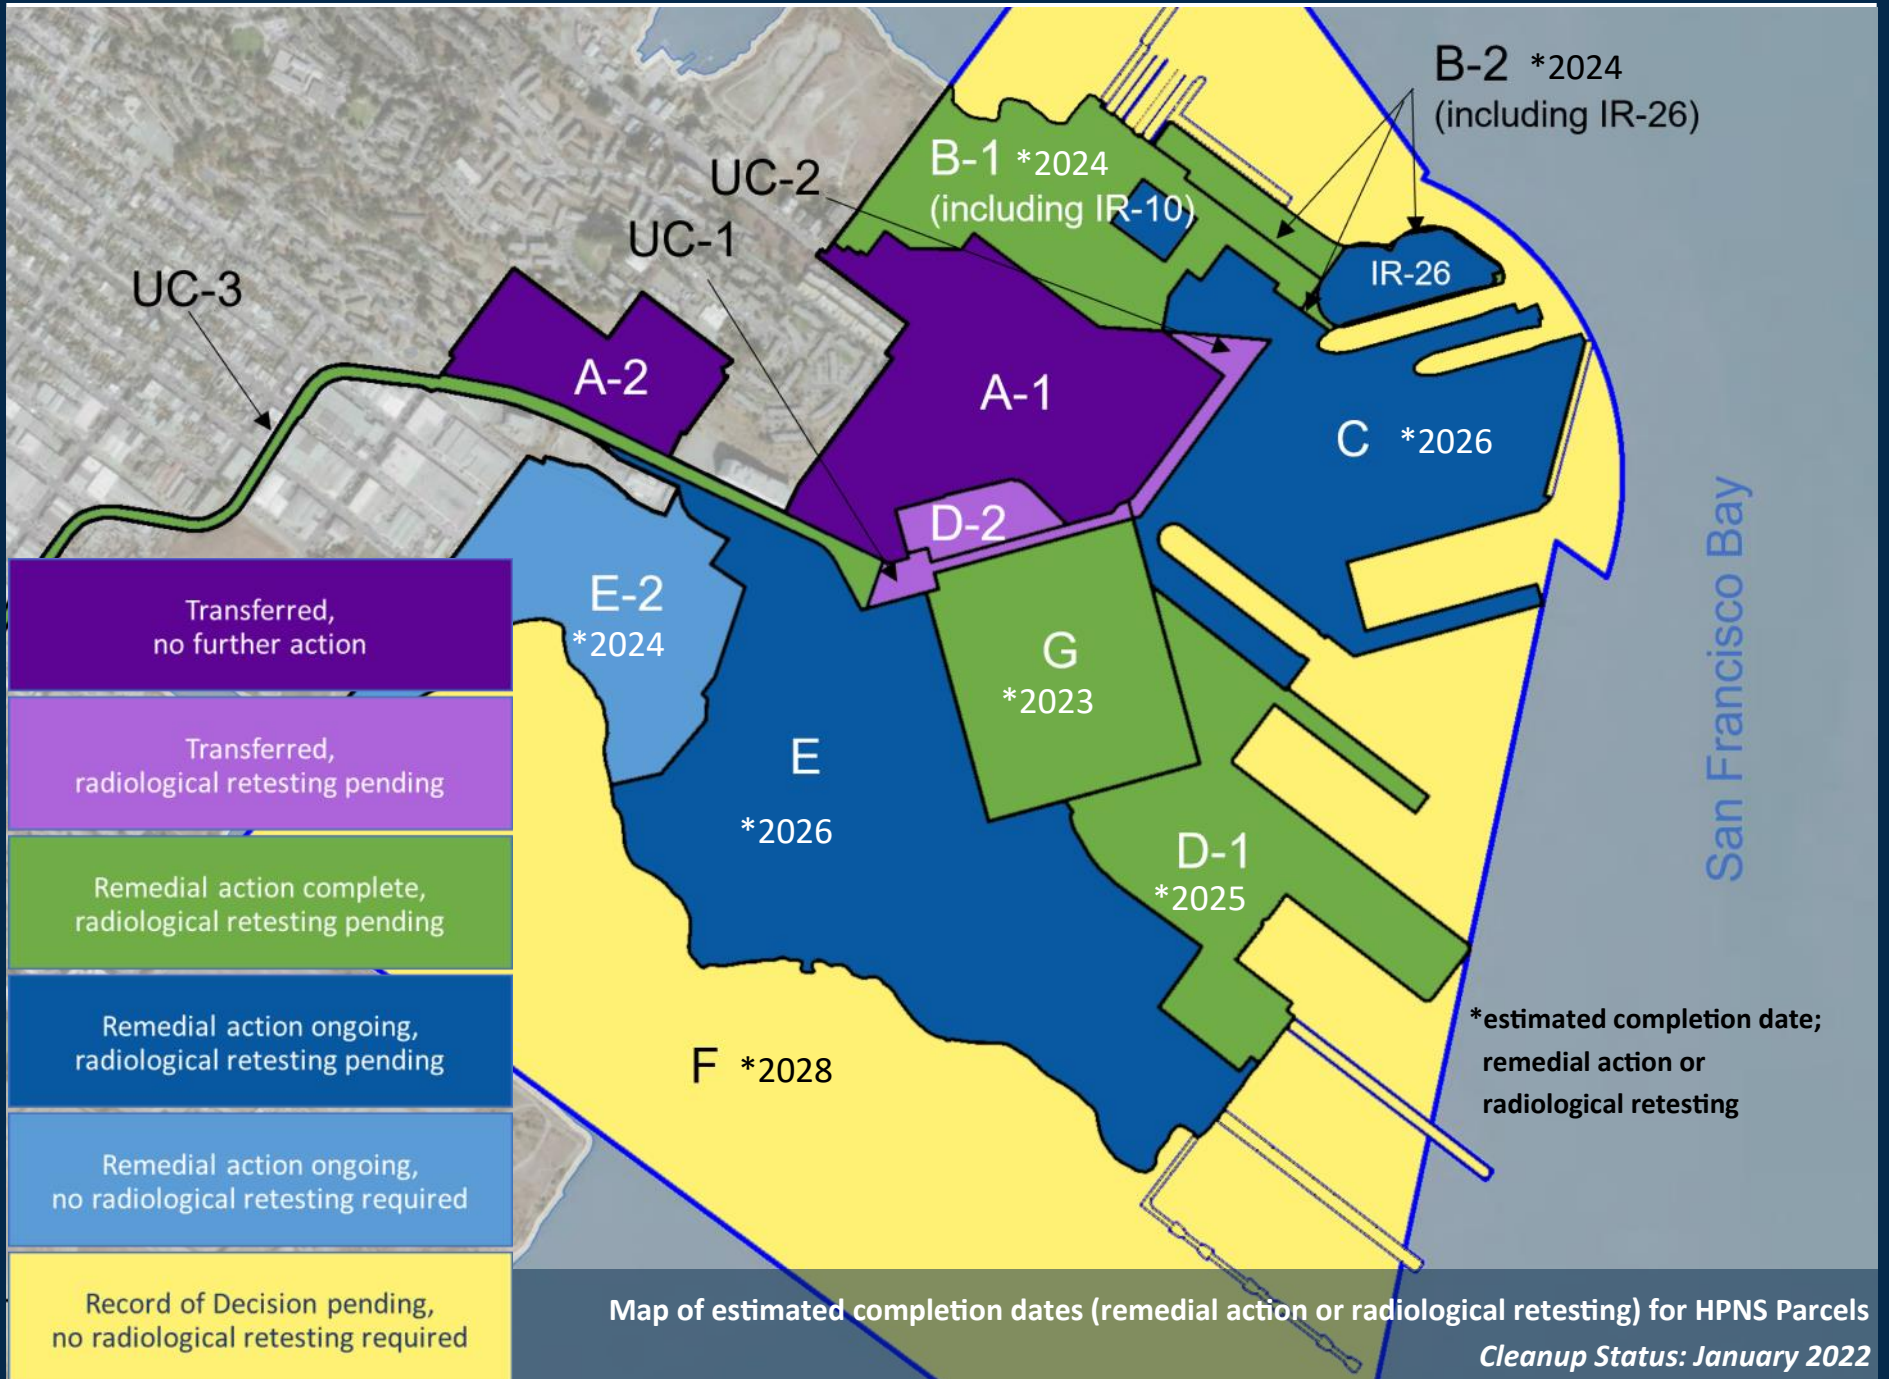 B-2 *2024
(including IR-26)
B-1 *2024
(including IR-10)
UC-2
UC-1
UC-3
IR-26
A-2
A-1
C *2026
D-2
E-2
*2024
G
*2023
E
*2026
D-1
*2025
F *2028
San Francisco Bay
Transferred,
no further action
Transferred,
radiological retesting pending
Remedial action complete,
radiological retesting pending
Remedial action ongoing,
radiological retesting pending
Remedial action ongoing,
no radiological retesting required
Record of Decision pending,
no radiological retesting required
*estimated completion date;
remedial action or
radiological retesting
Map of estimated completion dates (remedial action or radiological retesting) for HPNS Parcels
Cleanup Status: January 2022